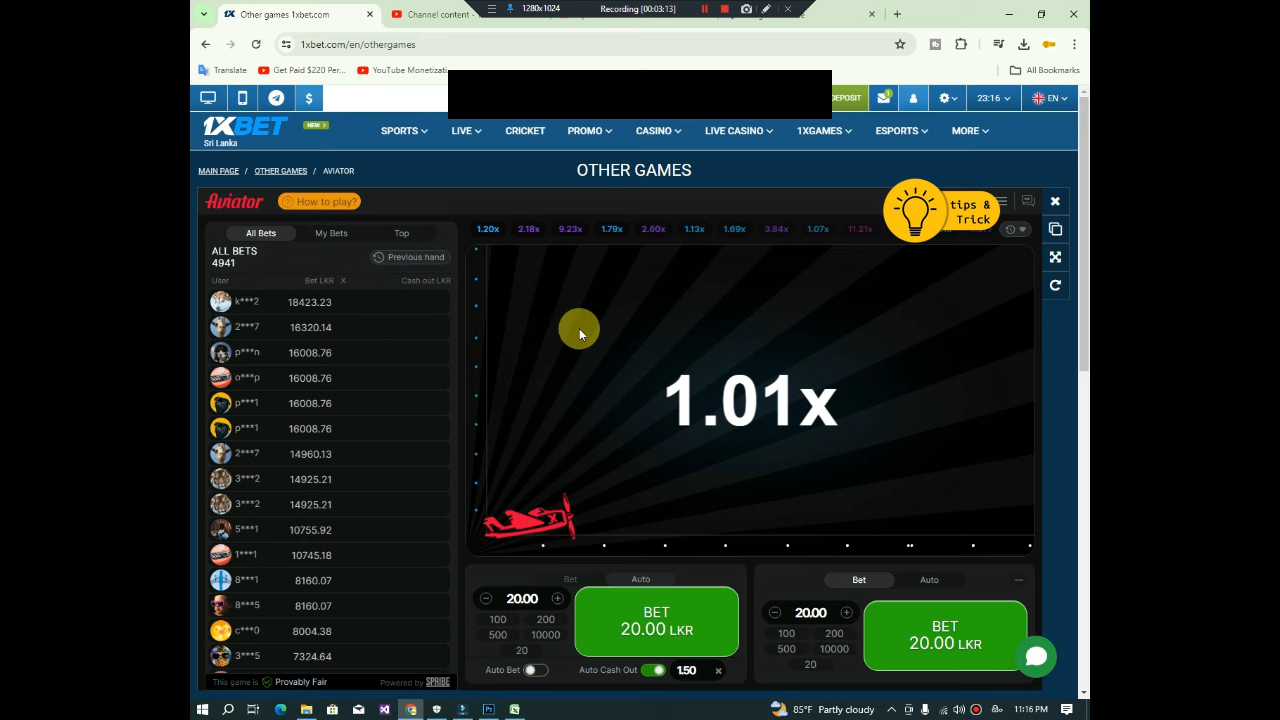 1280x1024
Recording [00:03:13]
Other games 1xbet.com
Channel content -
1xbet.com/en/othergames
Translate
Get Paid $220 Per...
YouTube Monetizati...
All Bookmarks
DEPOSIT
1
23:16
EN
1XBET
Sri Lanka
NEW >
SPORTS
LIVE
CRICKET
PROMO
CASINO
LIVE CASINO
1XGAMES
ESPORTS
MORE
OTHER GAMES
MAIN PAGE / OTHER GAMES / AVIATOR
Aviator
How to play?
tips &
Trick
All Bets
My Bets
Top
1.20x 2.18x 9.23x 1.79x 2.60x 1.13x 1.69x 3.84x 1.07x 11.21x
ALL BETS
4941
Previous hand
User
Bet LKR X
Cash out LKR
k***2 18423.23
2***7 16320.14
p***n 16008.76
o***p 16008.76
p***1 16008.76
p***1 16008.76
2***7 14960.13
3***2 14925.21
3***2 14925.21
5***1 10755.92
1***1 10745.18
8***1 8160.07
8***5 8160.07
c***0 8004.38
3***5 7324.64
This game is Provably Fair
Powered by SPRIBE
1.01x
Bet Auto
20.00
100 200
500 10000
20
BET
20.00 LKR
Auto Bet
Auto Cash Out
1.50
Bet Auto
20.00
100 200
500 10000
20
BET
20.00 LKR
85°F Partly cloudy
11:16 PM